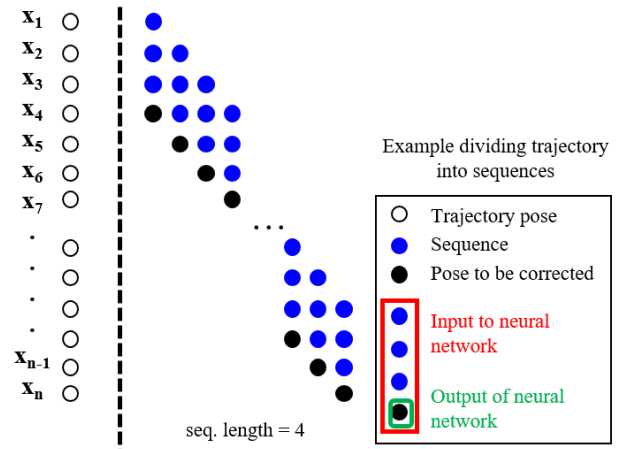 x1
x2
x3
x4
x5
x6
x7
. . .
.
.
.
.
xn-1
xn
seq. length = 4
Example dividing trajectory
into sequences
Trajectory pose
Sequence
Pose to be corrected
Input to neural
network
Output of neural
network